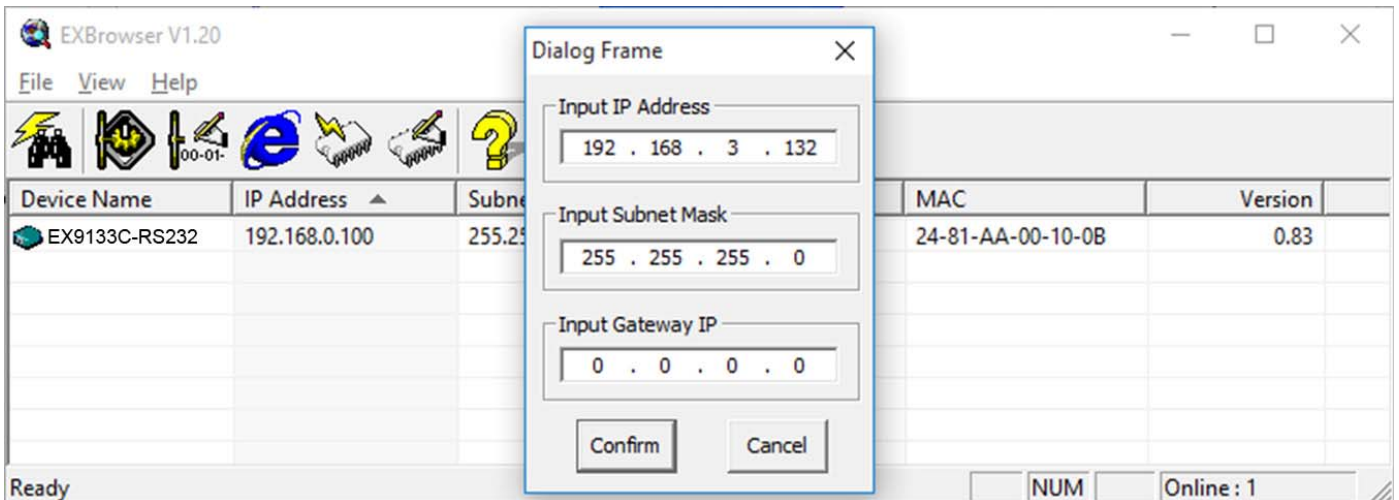 EXBrowser V1.20
File View Help
00-01-
Device Name IP Address Subne MAC Version
EX9133C-RS232 192.168.0.100 255.25 24-81-AA-00-10-0B 0.83
Ready NUM Online : 1
Dialog Frame
Input IP Address
192 . 168 . 3 . 132
Input Subnet Mask
255 . 255 . 255 . 0
Input Gateway IP
0 . 0 . 0 . 0
Confirm Cancel